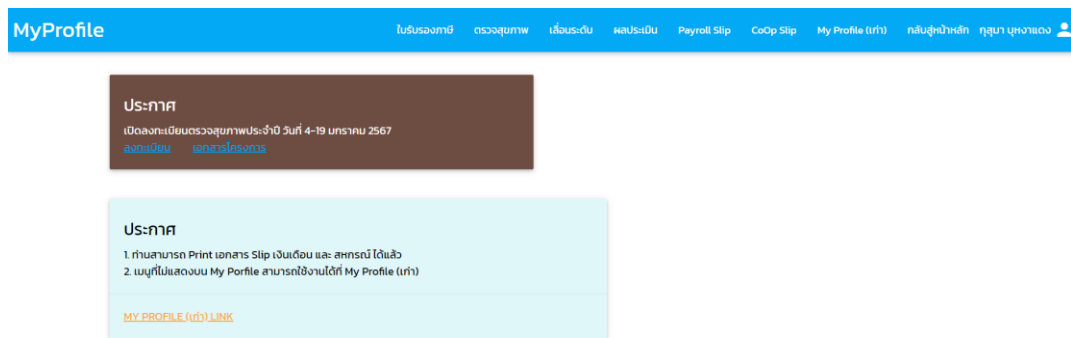 MyProfile
ใบรับรองภาษี ตรวจสุขภาพ เลื่อนระดับ ผลประเมิน Payroll Slip CoOp Slip My Profile (เก่า) กลับสู่หน้าหลัก กุสุมา บุหงาแดง
ประกาศ
เปิดลงทะเบียนตรวจสุขภาพประจำปี วันที่ 4-19 มกราคม 2567
ลงทะเบียน เอกสารโครงการ
ประกาศ
1. ท่านสามารถ Print เอกสาร Slip เงินเดือน และ สหกรณ์ ได้แล้ว
2. เมนูที่ไม่แสดงบน My Porfile สามารถใช้งานได้ที่ My Profile (เก่า)
MY PROFILE (เก่า) LINK